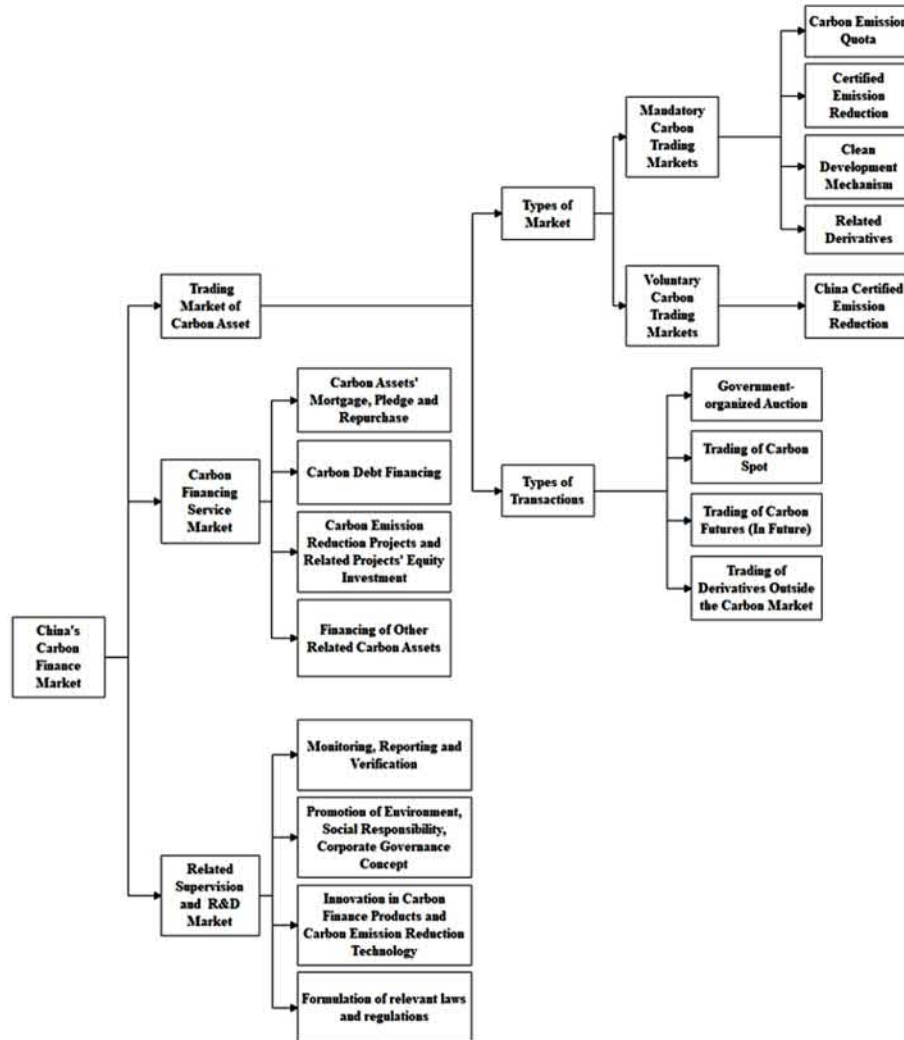 China's
Carbon
Finance
Market
Trading
Market of
Carbon Asset
Carbon
Financing
Service
Market
Related
Supervision
and R&D
Market
Types of
Market
Types of
Transactions
Mandatory
Carbon
Trading
Markets
Voluntary
Carbon
Trading
Markets
Carbon Emission
Quota
Certified
Emission
Reduction
Clean
Development
Mechanism
Related
Derivatives
China Certified
Emission
Reduction
Government-
organized Auction
Trading of Carbon
Spot
Trading of Carbon
Futures (In Future)
Trading of
Derivatives Outside
the Carbon Market
Carbon Assets'
Mortgage, Pledge and
Repurchase
Carbon Debt Financing
Carbon Emission
Reduction Projects and
Related Projects' Equity
Investment
Financing of Other
Related Carbon Assets
Monitoring, Reporting and
Verification
Promotion of Environment,
Social Responsibility,
Corporate Governance
Concept
Innovation in Carbon
Finance Products and
Carbon Emission Reduction
Technology
Formulation of relevant laws
and regulations